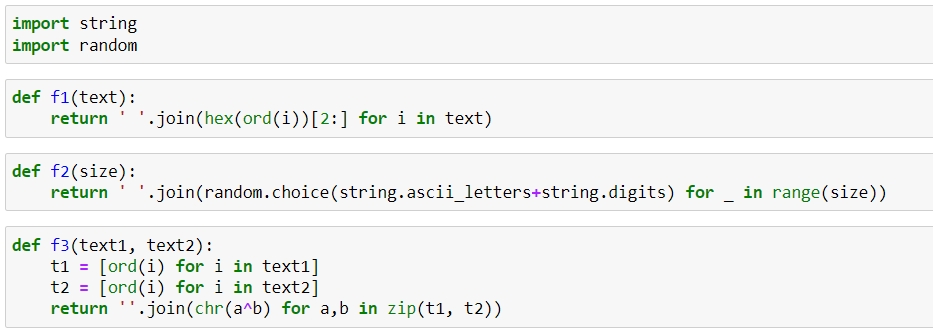 import string
import random
def f1(text):
    return ' '.join(hex(ord(i))[2:] for i in text)
def f2(size):
    return ' '.join(random.choice(string.ascii_letters+string.digits) for _ in range(size))
def f3(text1, text2):
    t1 = [ord(i) for i in text1]
    t2 = [ord(i) for i in text2]
    return ''.join(chr(a^b) for a,b in zip(t1, t2))